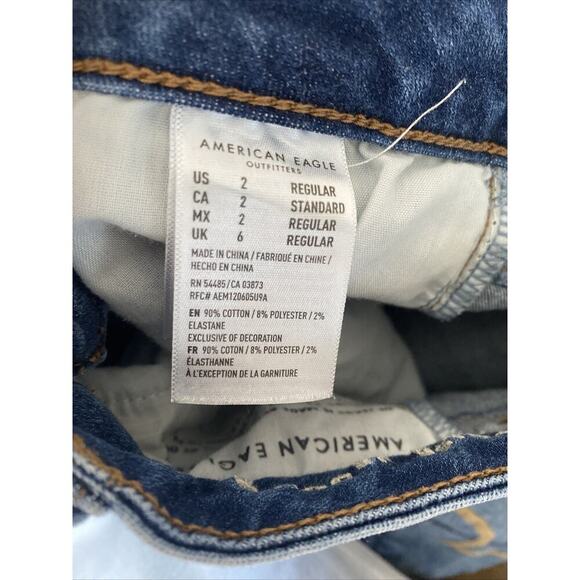 AMERICAN EAGLE
OUTFITTERS
US 2 REGULAR
CA 2 STANDARD
MX 2 REGULAR
UK 6 REGULAR
MADE IN CHINA / FABRIQUÉ EN CHINE /
HECHO EN CHINA
RN 54485/CA 03873
RFC# AEM120605U9A
EN 90% COTTON / 8% POLYESTER / 2%
ELASTANE
EXCLUSIVE OF DECORATION
FR 90% COTON / 8% POLYESTER / 2%
ÉLASTHANNE
À L'EXCEPTION DE LA GARNITURE
AMERICAN EAG